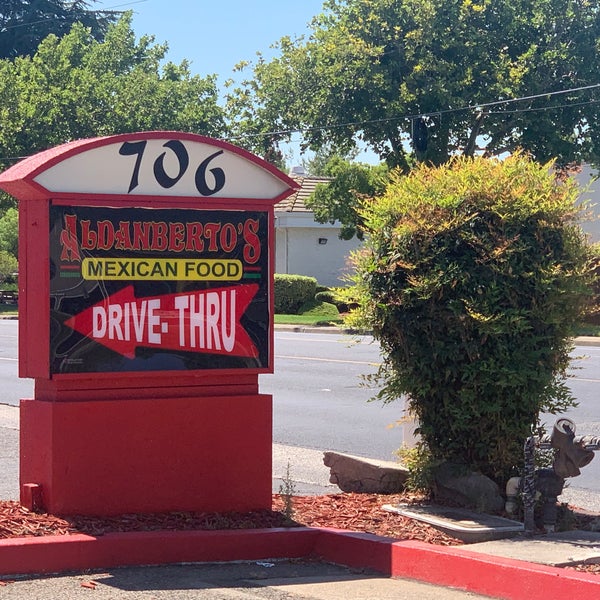 706
ALDANBERTO'S
MEXICAN FOOD
DRIVE-THRU